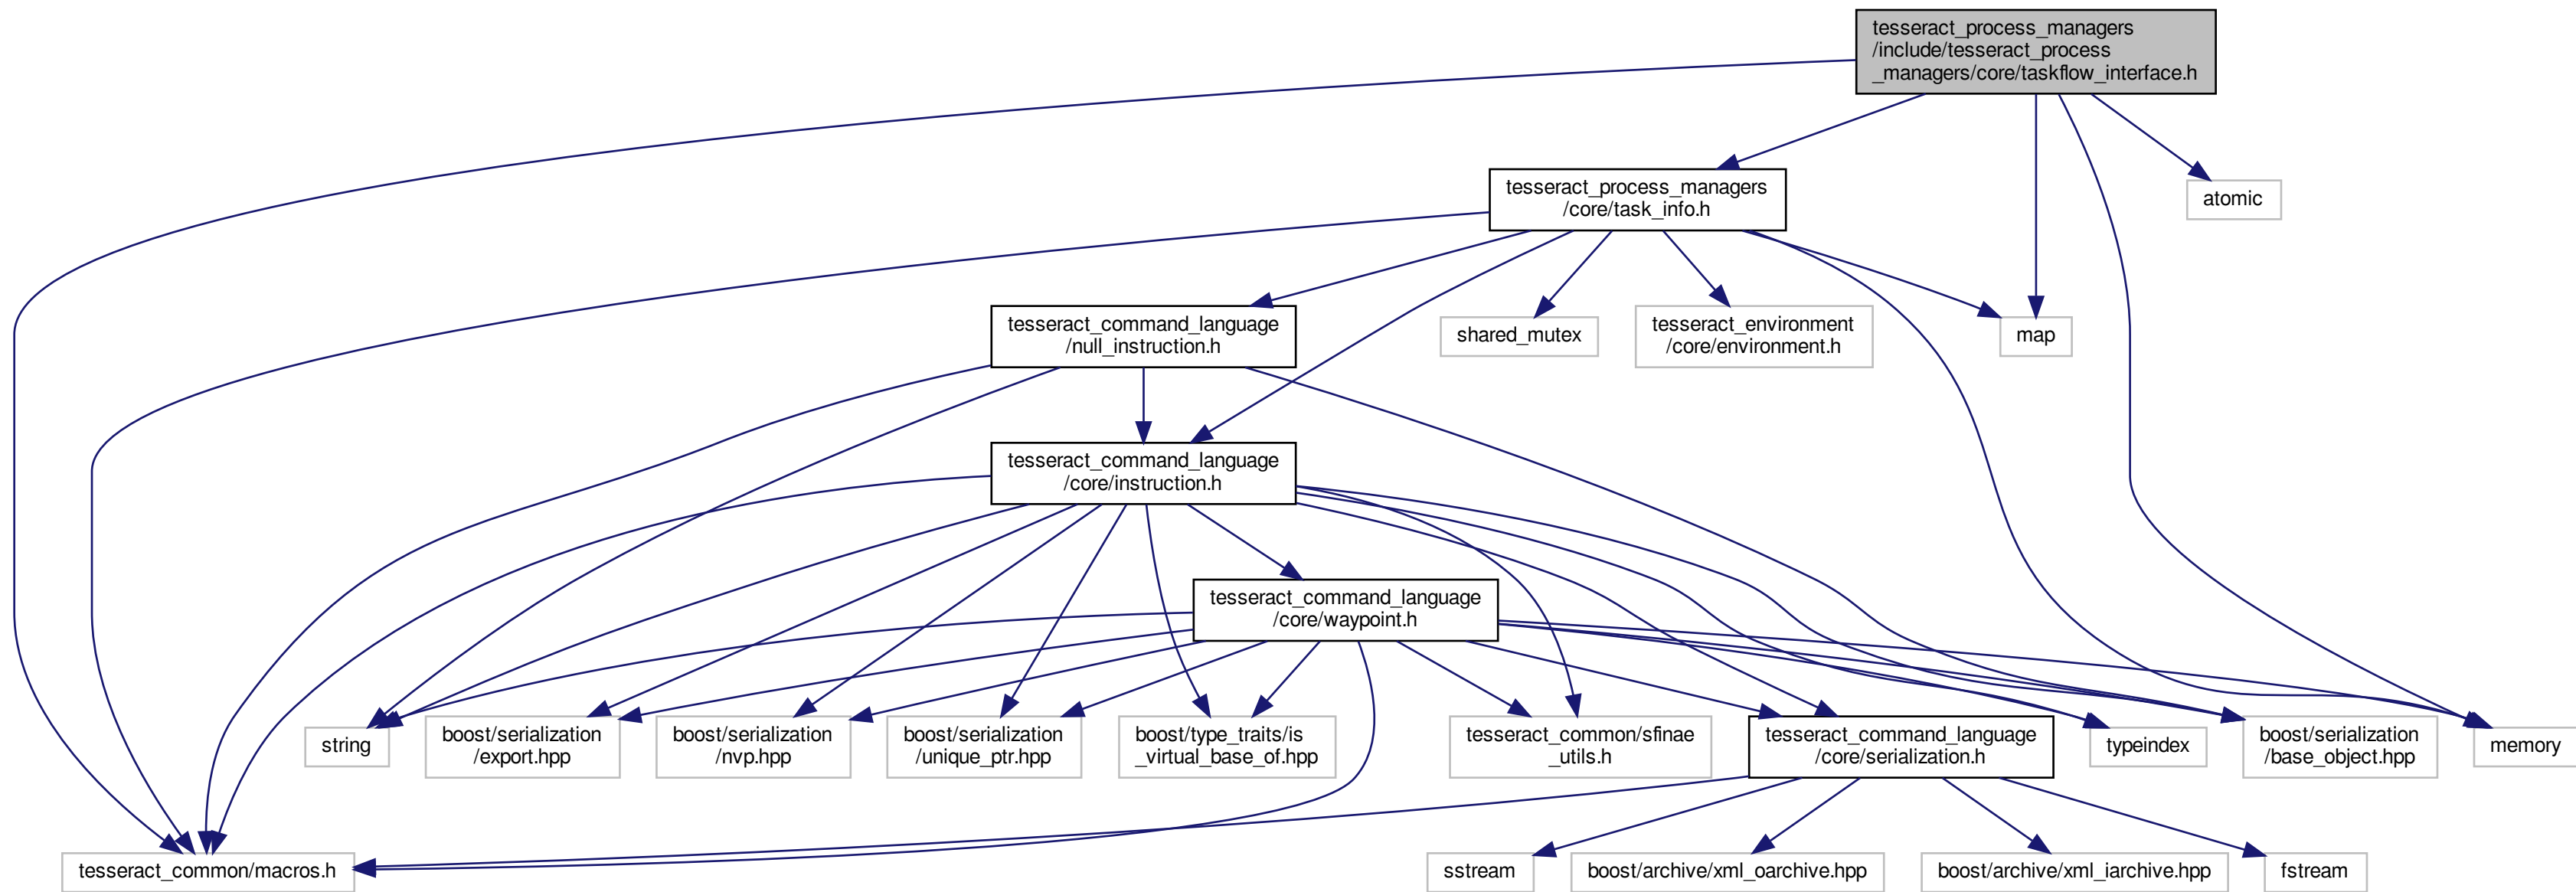 tesseract_process_managers
/include/tesseract_process
_managers/core/taskflow_interface.h
tesseract_process_managers
/core/task_info.h
atomic
tesseract_command_language
/null_instruction.h
shared_mutex
tesseract_environment
/core/environment.h
map
tesseract_command_language
/core/instruction.h
tesseract_command_language
/core/waypoint.h
string
boost/serialization
/export.hpp
boost/serialization
/nvp.hpp
boost/serialization
/unique_ptr.hpp
boost/type_traits/is
_virtual_base_of.hpp
tesseract_common/sfinae
_utils.h
tesseract_command_language
/core/serialization.h
typeindex
boost/serialization
/base_object.hpp
memory
tesseract_common/macros.h
sstream
boost/archive/xml_oarchive.hpp
boost/archive/xml_iarchive.hpp
fstream